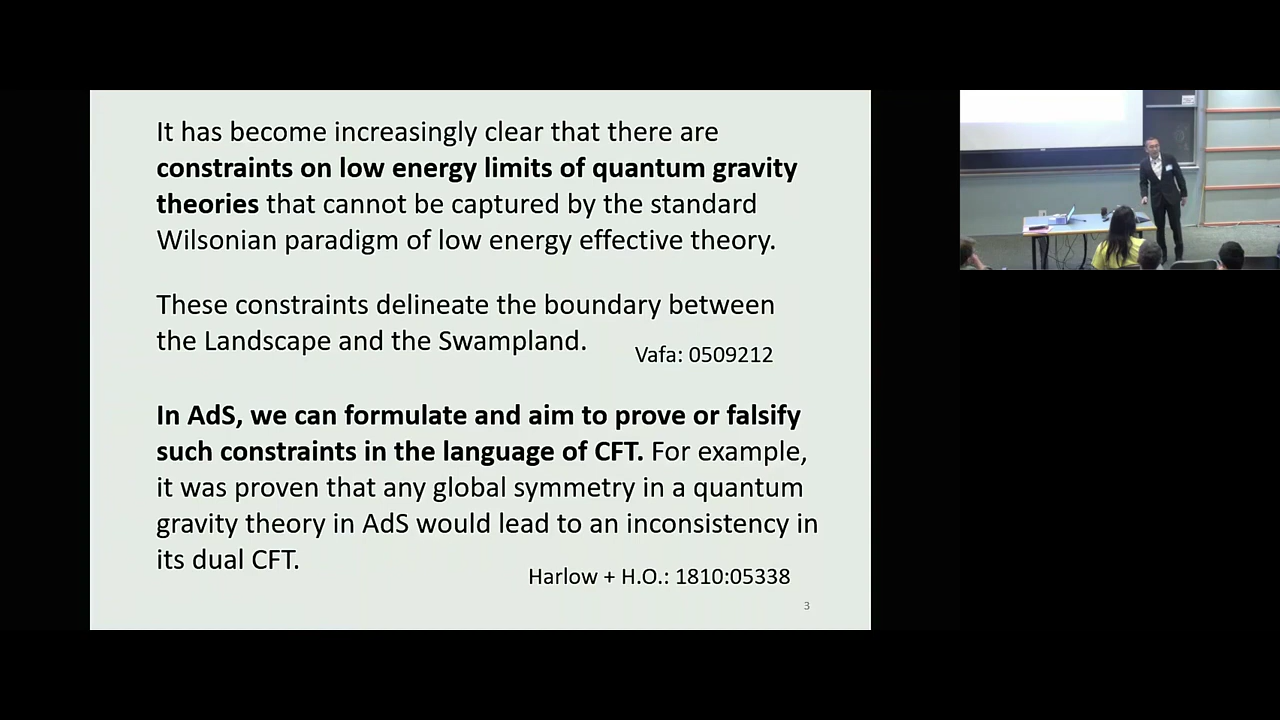 It has become increasingly clear that there are
constraints on low energy limits of quantum gravity
theories that cannot be captured by the standard
Wilsonian paradigm of low energy effective theory.
These constraints delineate the boundary between
the Landscape and the Swampland.
Vafa: 0509212
In AdS, we can formulate and aim to prove or falsify
such constraints in the language of CFT. For example,
it was proven that any global symmetry in a quantum
gravity theory in AdS would lead to an inconsistency in
its dual CFT.
Harlow + H.O.: 1810:05338
3